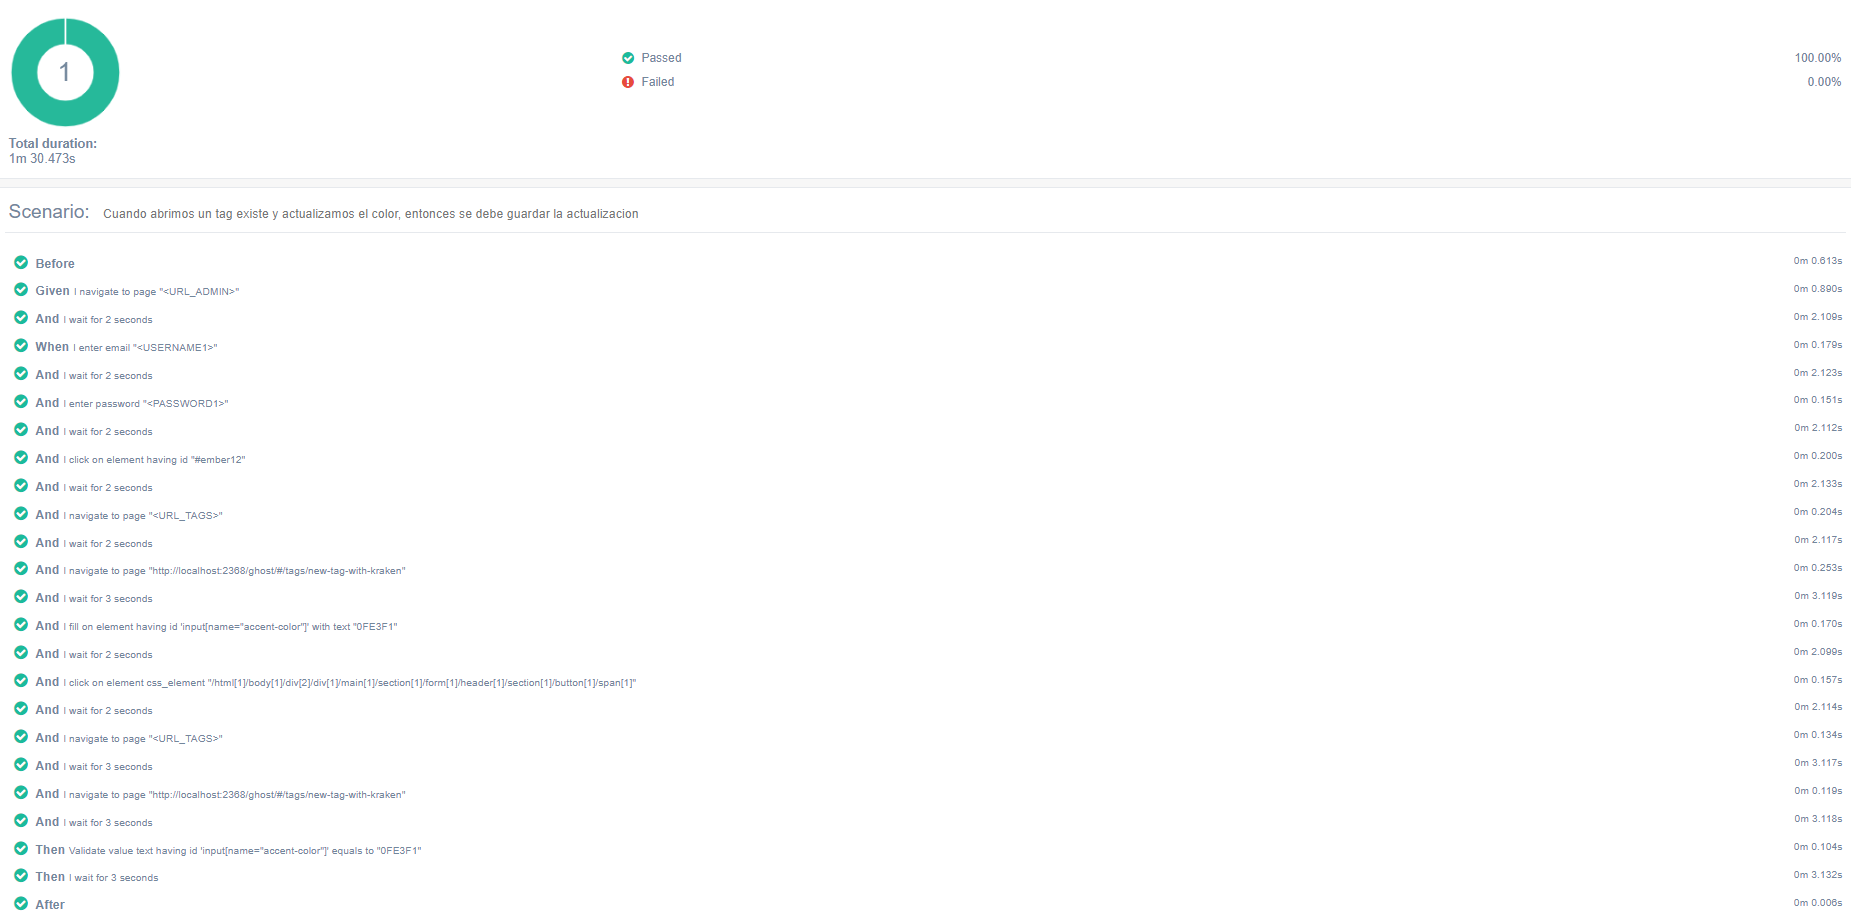 1
Passed 100.00%
Failed 0.00%
Total duration:
1m 30.473s
Scenario: Cuando abrimos un tag existe y actualizamos el color, entonces se debe guardar la actualizacion
Before 0m 0.613s
Given I navigate to page "<URL_ADMIN>" 0m 0.890s
And I wait for 2 seconds 0m 2.109s
When I enter email "<USERNAME1>" 0m 0.179s
And I wait for 2 seconds 0m 2.123s
And I enter password "<PASSWORD1>" 0m 0.151s
And I wait for 2 seconds 0m 2.112s
And I click on element having id "#ember12" 0m 0.200s
And I wait for 2 seconds 0m 2.133s
And I navigate to page "<URL_TAGS>" 0m 0.204s
And I wait for 2 seconds 0m 2.117s
And I navigate to page "http://localhost:2368/ghost/#/tags/new-tag-with-kraken" 0m 0.253s
And I wait for 3 seconds 0m 3.119s
And I fill on element having id 'input[name="accent-color"]' with text "0FE3F1" 0m 0.170s
And I wait for 2 seconds 0m 2.099s
And I click on element css_element "/html[1]/body[1]/div[2]/div[1]/main[1]/section[1]/form[1]/header[1]/section[1]/button[1]/span[1]" 0m 0.157s
And I wait for 2 seconds 0m 2.114s
And I navigate to page "<URL_TAGS>" 0m 0.134s
And I wait for 3 seconds 0m 3.117s
And I navigate to page "http://localhost:2368/ghost/#/tags/new-tag-with-kraken" 0m 0.119s
And I wait for 3 seconds 0m 3.118s
Then Validate value text having id 'input[name="accent-color"]' equals to "0FE3F1" 0m 0.104s
Then I wait for 3 seconds 0m 3.132s
After 0m 0.006s